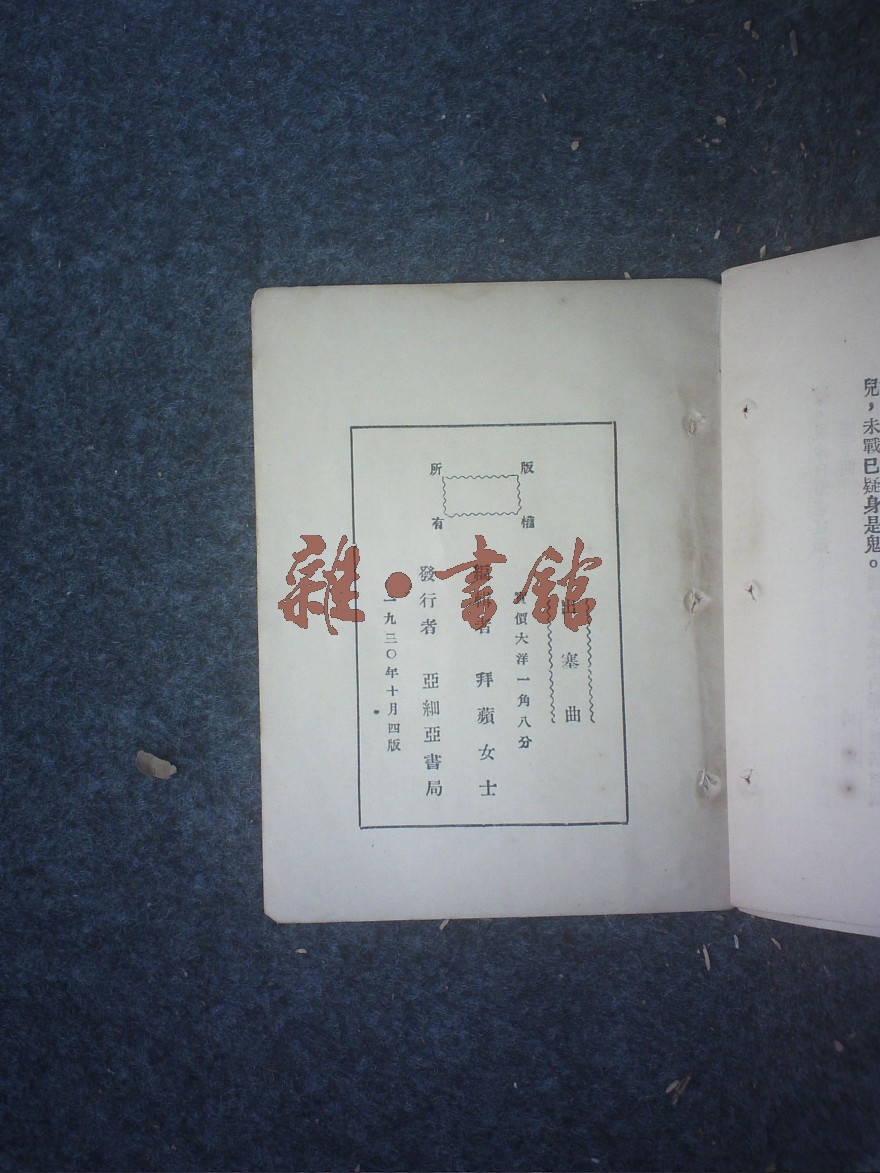 兒，未戰已疑身是鬼。
版權
所有
出塞曲
實價大洋一角八分
編輯者 拜蘋女士
發行者 亞細亞書局
一九三〇年十月四版
雜·書館